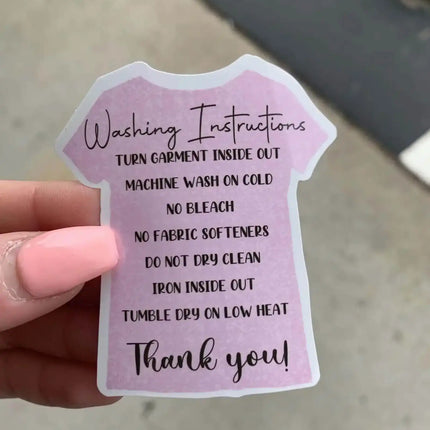 Washing Instructions
TURN GARMENT INSIDE OUT
MACHINE WASH ON COLD
NO BLEACH
NO FABRIC SOFTENERS
DO NOT DRY CLEAN
IRON INSIDE OUT
TUMBLE DRY ON LOW HEAT
Thank you!